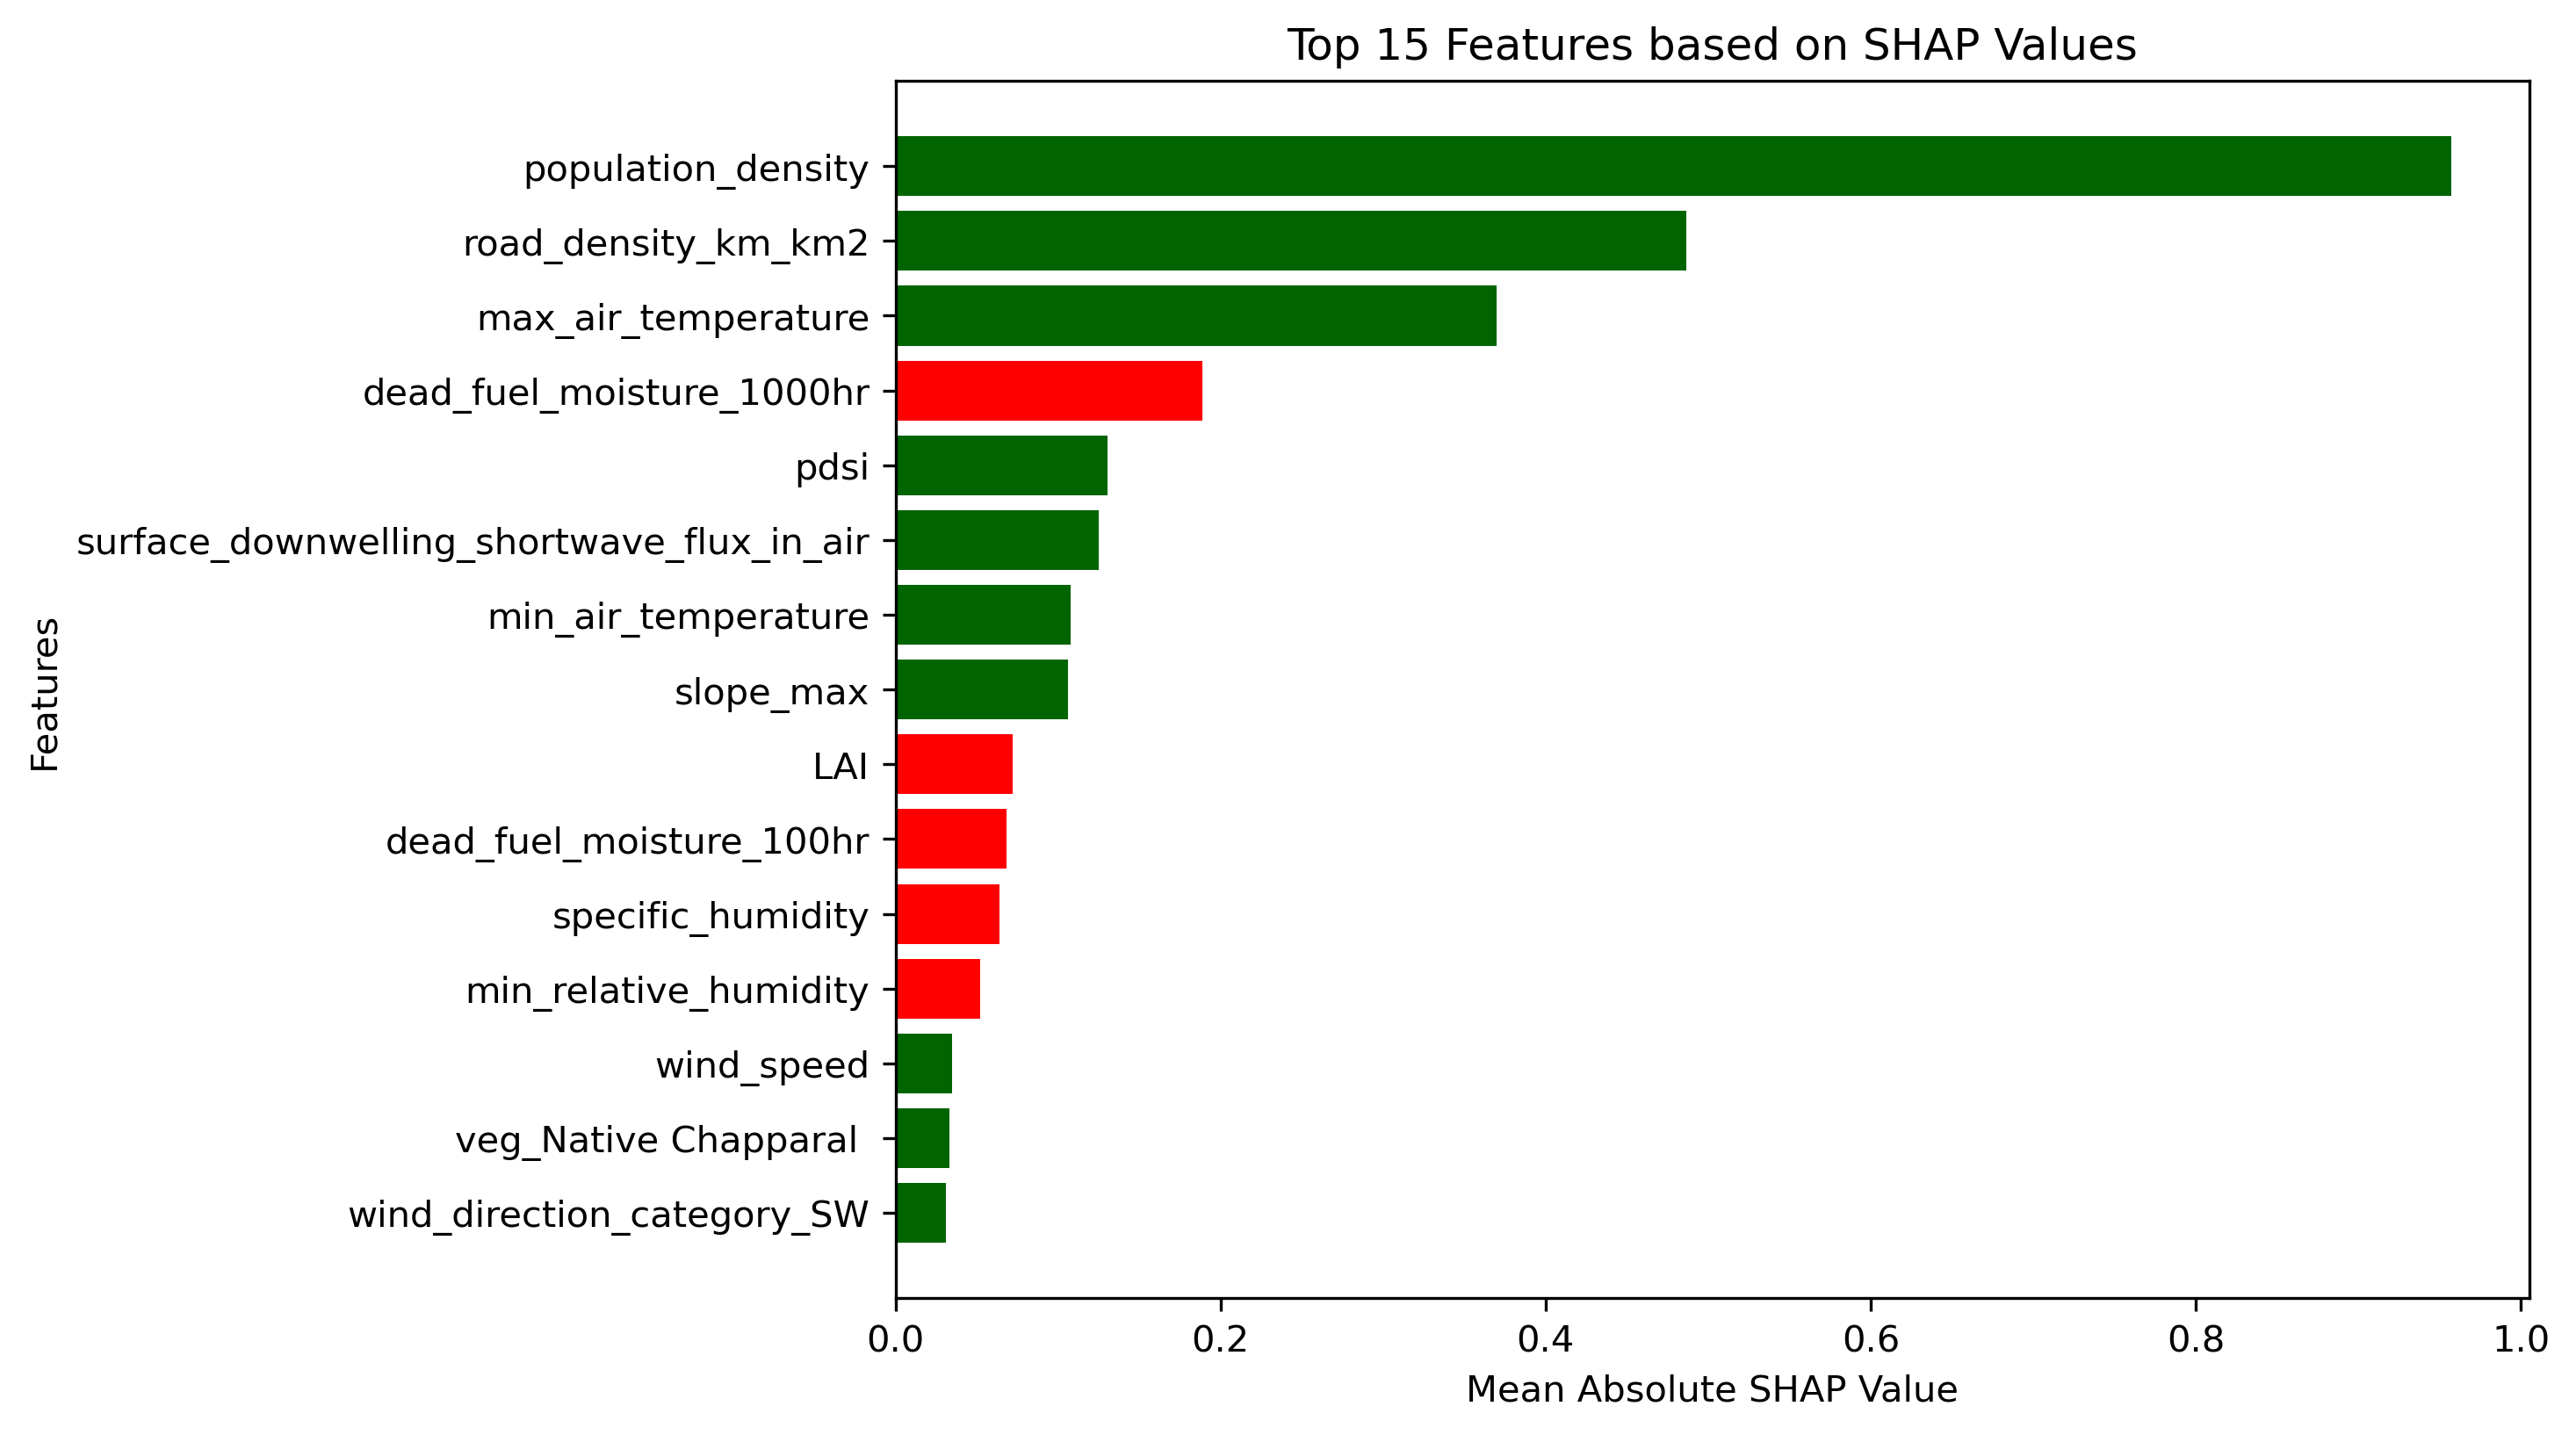 Top 15 Features based on SHAP Values
population_density
road_density_km_km2
max_air_temperature
dead_fuel_moisture_1000hr
pdsi
surface_downwelling_shortwave_flux_in_air
min_air_temperature
slope_max
LAI
dead_fuel_moisture_100hr
specific_humidity
min_relative_humidity
wind_speed
veg_Native Chapparal
wind_direction_category_SW
Features
0.0 0.2 0.4 0.6 0.8 1.0
Mean Absolute SHAP Value